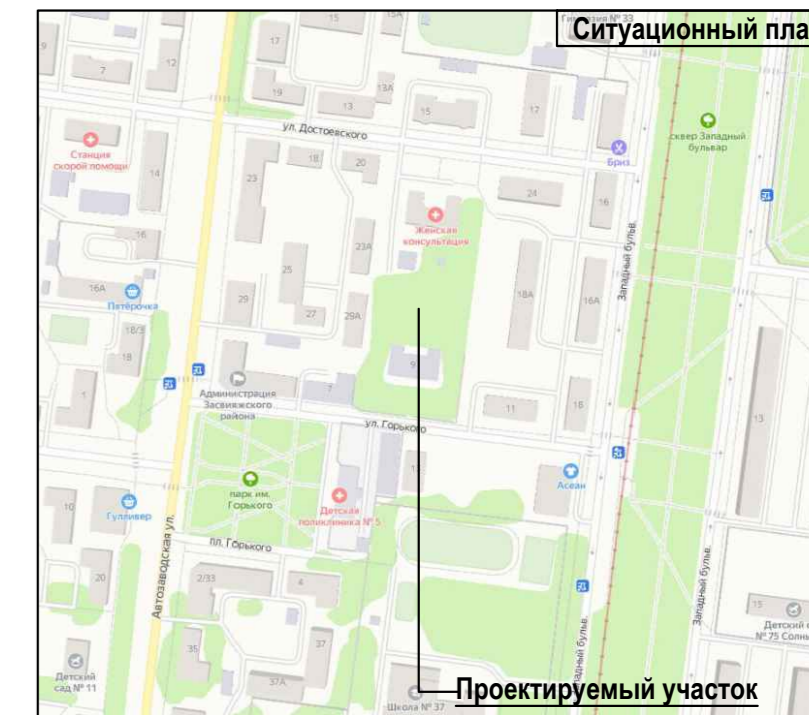 Гимназия № 33
Ситуационный пла
15
15А
17
9
7
12
19
13
13А
15
17
ул. Достоевского
Станция
скорой помощи
14
18
20
23
Бриз
сквер Западный
бульвар
24
16
Женская
консультация
Западный бульв.
16
23А
25
16А
Пятёрочка
29
27
29А
18А
16А
18/3
18
9
Администрация
Засвияжского
района
7
1
11
18
13
ул. Горького
11
Асеан
парк им.
Горького
Детская
поликлиника № 5
10
Гулливер
пл. Горького
Автозаводская ул.
20
2/33
4
Западный бульв.
15
Детский с
№ 75 Солны
35
37
37А
Детский
сад № 11
Западный бульв.
Проектируемый участок
Школа № 37